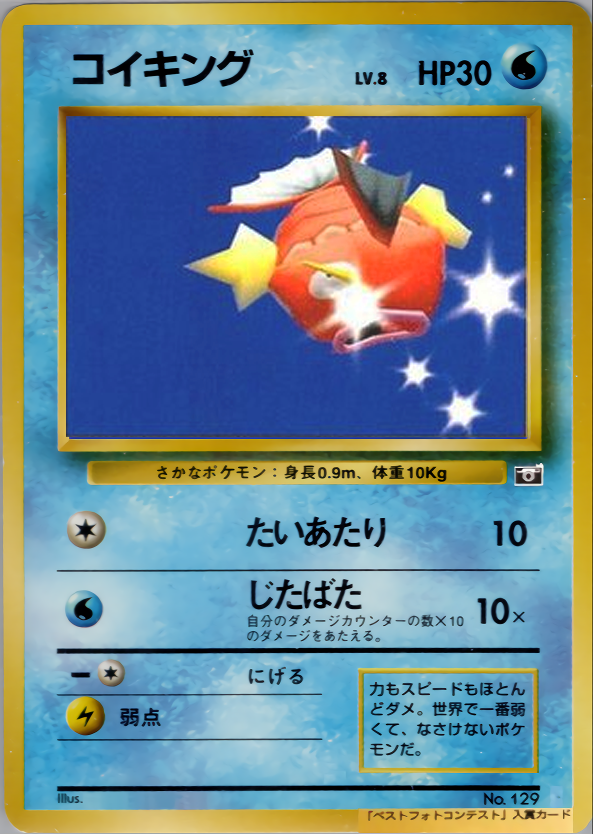 コイキング LV.8 HP30
さかなポケモン：身長0.9m、体重10Kg
たいあたり 10
じたばた 10×
自分のダメージカウンターの数×10
のダメージをあたえる。
にげる
弱点
力もスピードもほとん
どダメ。世界で一番弱
くて、なさけないポケ
モンだ。
Illus.
No. 129
「ベストフォトコンテスト」入賞カード